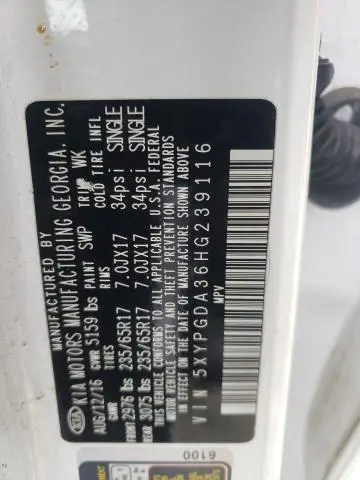 KIA KIA MOTORS MANUFACTURING GEORGIA, INC.
AUG/12/16 GVWR 5159 lbs PAINT SWP TRIM WK
GAWR TIRES RIMS COLD TIRE INFL
FRONT 2976 lbs 235/65R17 7.0JX17 34psi SINGLE
REAR 3075 lbs 235/65R17 7.0JX17 34psi SINGLE
THIS VEHICLE CONFORMS TO ALL APPLICABLE U.S.A. FEDERAL
MOTOR VEHICLE SAFETY AND THEFT PREVENTION STANDARDS
IN EFFECT ON THE DATE OF MANUFACTURE SHOWN ABOVE.
MPV
VIN 5XYPGDA36HG239116
6100